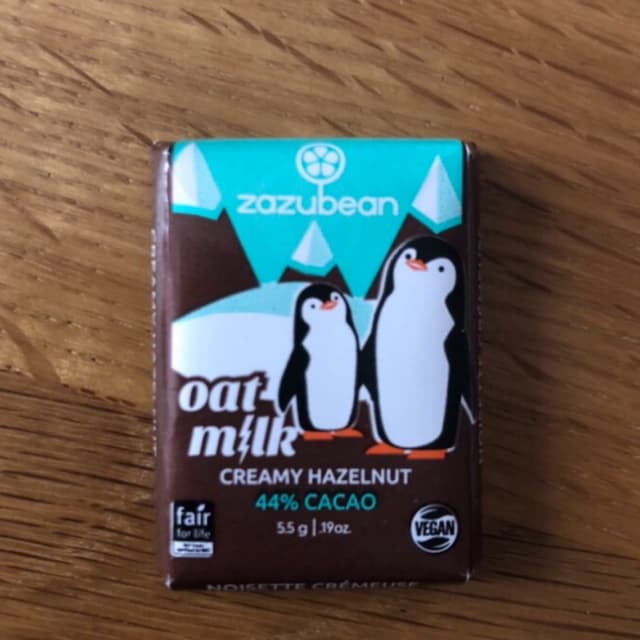 zazubean
oat-
milk
CREAMY HAZELNUT
44% CACAO
5.5 g | .19oz.
fair
for life
VEGAN
NOISETTE CRÉMEUSE